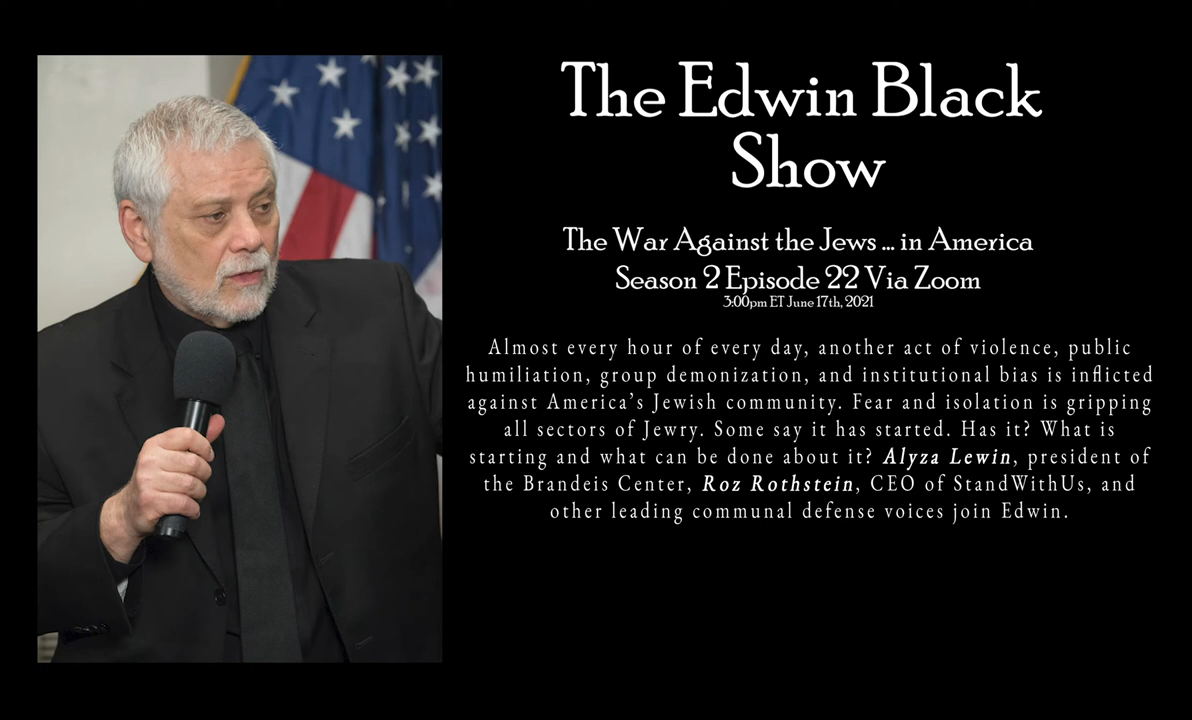 The Edwin Black
Show
The War Against the Jews ... in America
Season 2 Episode 22 Via Zoom
3:00pm ET June 17th, 2021
Almost every hour of every day, another act of violence, public
humiliation, group demonization, and institutional bias is inflicted
against America’s Jewish community. Fear and isolation is gripping
all sectors of Jewry. Some say it has started. Has it? What is
starting and what can be done about it? Alyza Lewin, president of
the Brandeis Center, Roz Rothstein, CEO of StandWithUs, and
other leading communal defense voices join Edwin.